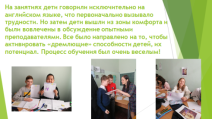 На занятиях дети говорили исключительно на
английском языке, что первоначально вызывало
трудности. Но затем дети вышли из зоны комфорта и
были вовлечены в обсуждение опытными
преподавателями. Все было направлено на то, чтобы
активировать «дремлющие» способности детей, их
потенциал. Процесс обучения был очень веселым!